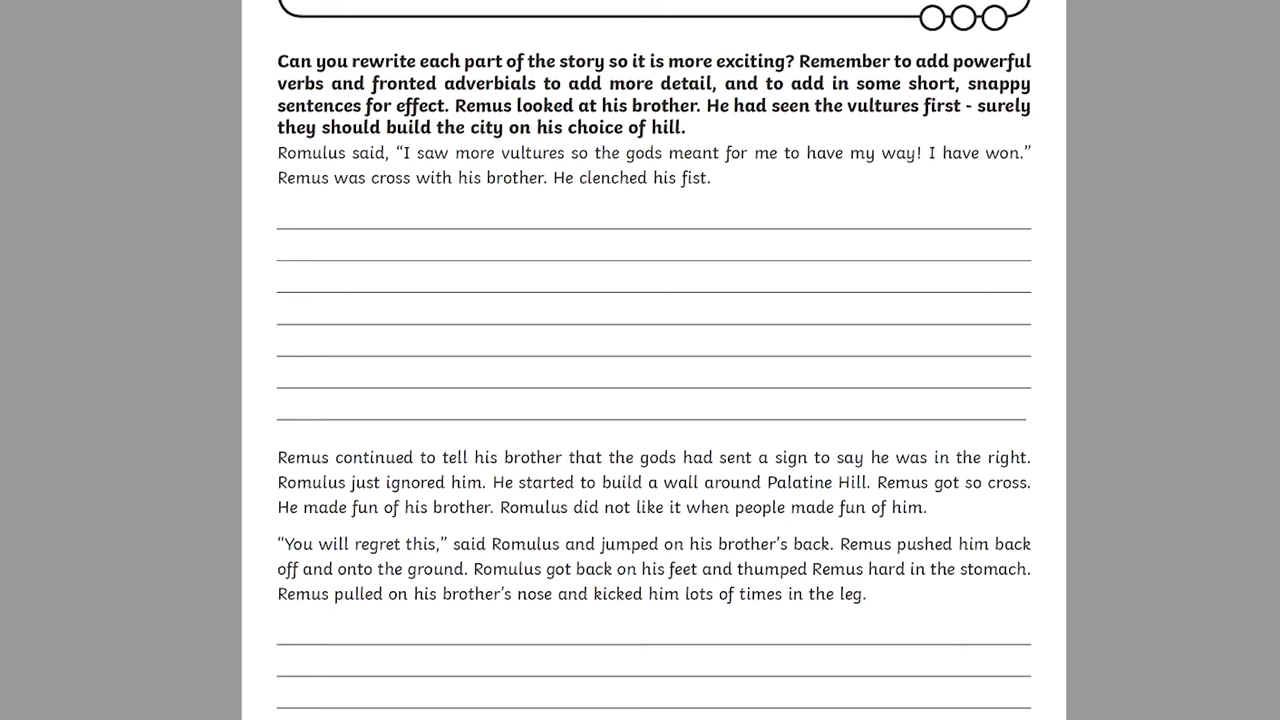 Can you rewrite each part of the story so it is more exciting? Remember to add powerful
verbs and fronted adverbials to add more detail, and to add in some short, snappy
sentences for effect. Remus looked at his brother. He had seen the vultures first - surely
they should build the city on his choice of hill.
Romulus said, “I saw more vultures so the gods meant for me to have my way! I have won.”
Remus was cross with his brother. He clenched his fist.
Remus continued to tell his brother that the gods had sent a sign to say he was in the right.
Romulus just ignored him. He started to build a wall around Palatine Hill. Remus got so cross.
He made fun of his brother. Romulus did not like it when people made fun of him.
“You will regret this,” said Romulus and jumped on his brother’s back. Remus pushed him back
off and onto the ground. Romulus got back on his feet and thumped Remus hard in the stomach.
Remus pulled on his brother’s nose and kicked him lots of times in the leg.